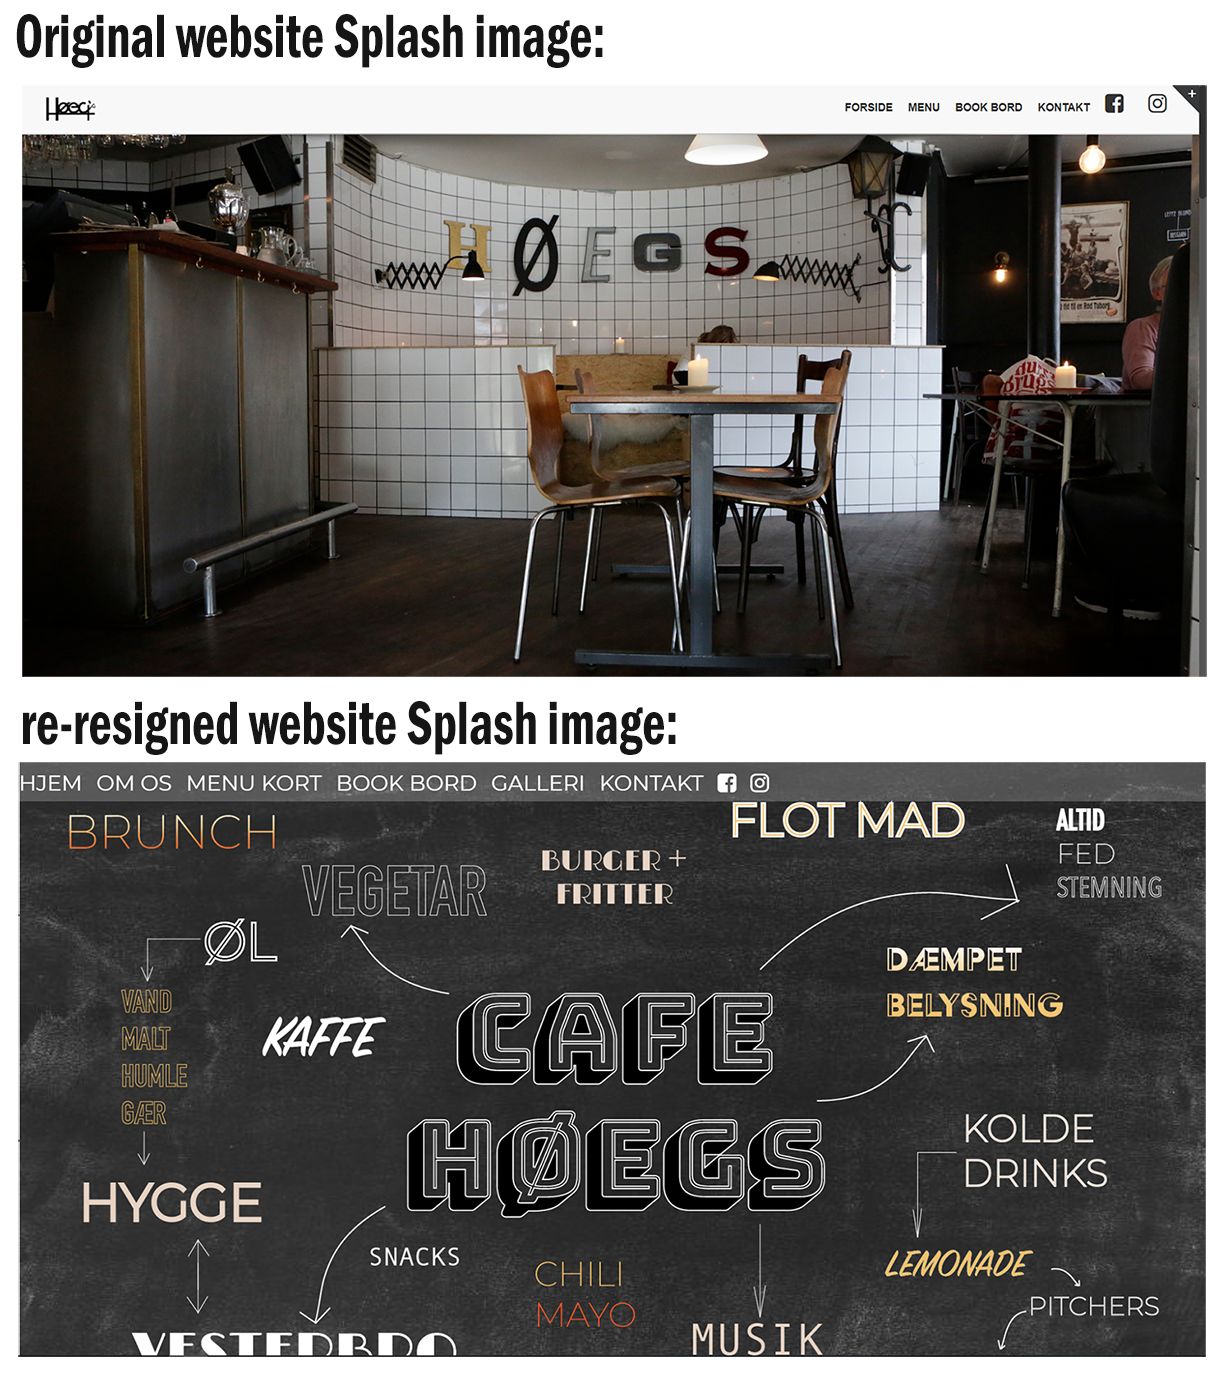 Original website Splash image:
Høegs
FORSIDE MENU BOOK BORD KONTAKT
+
HØEGS
re-resigned website Splash image:
HJEM OM OS MENU KORT BOOK BORD GALLERI KONTAKT
BRUNCH
VEGETAR
BURGER +
FRITTER
FLOT MAD
ALTID
FED
STEMNING
ØL
VAND
MALT
HUMLE
GÆR
KAFFE
DÆMPET
BELYSNING
CAFE
HØEGS
KOLDE
DRINKS
HYGGE
SNACKS
CHILI
MAYO
LEMONADE
PITCHERS
VESTERBRO
MUSIK